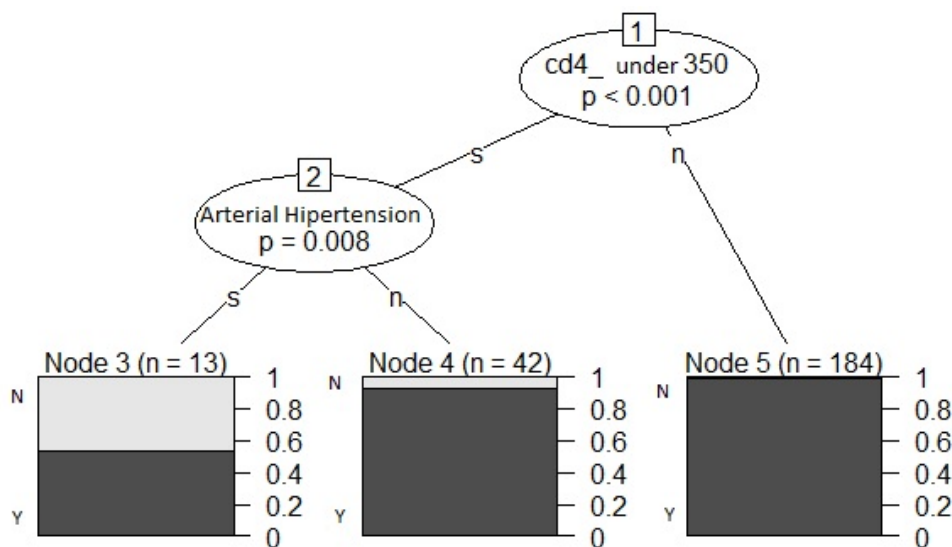 1
cd4_ under 350
p < 0.001
s
n
2
Arterial Hipertension
p = 0.008
s
n
Node 3 (n = 13)
N
Y
1
0.8
0.6
0.4
0.2
0
Node 4 (n = 42)
N
Y
1
0.8
0.6
0.4
0.2
0
Node 5 (n = 184)
N
Y
1
0.8
0.6
0.4
0.2
0